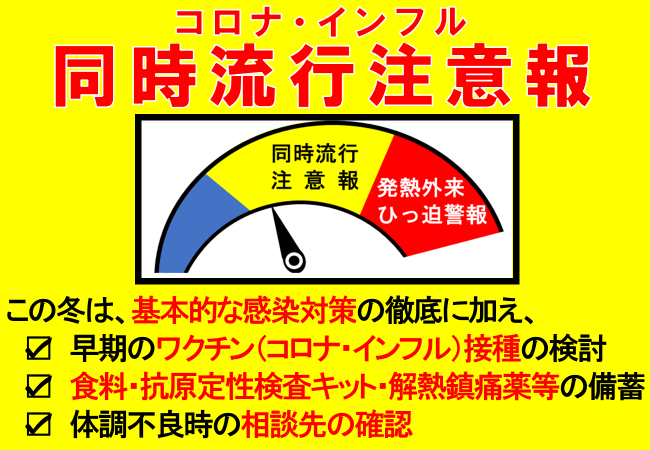 コロナ・インフル
同時流行注意報
同時流行
注意報
発熱外来
ひっ迫警報
この冬は、基本的な感染対策の徹底に加え、
☑ 早期のワクチン（コロナ・インフル）接種の検討
☑ 食料・抗原定性検査キット・解熱鎮痛薬等の備蓄
☑ 体調不良時の相談先の確認